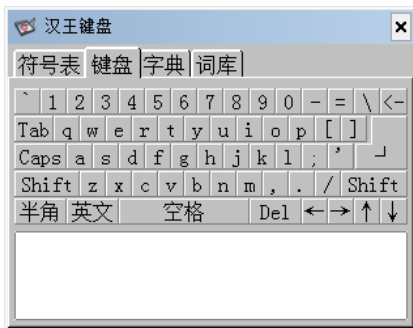 汉王键盘
符号表 键盘 字典 词库
` 1 2 3 4 5 6 7 8 9 0 - = \ <-
Tab q w e r t y u i o p [ ]
Caps a s d f g h j k l ; ' ┘
Shift z x c v b n m , . / Shift
半角 英文 空格 Del ← → ↑ ↓